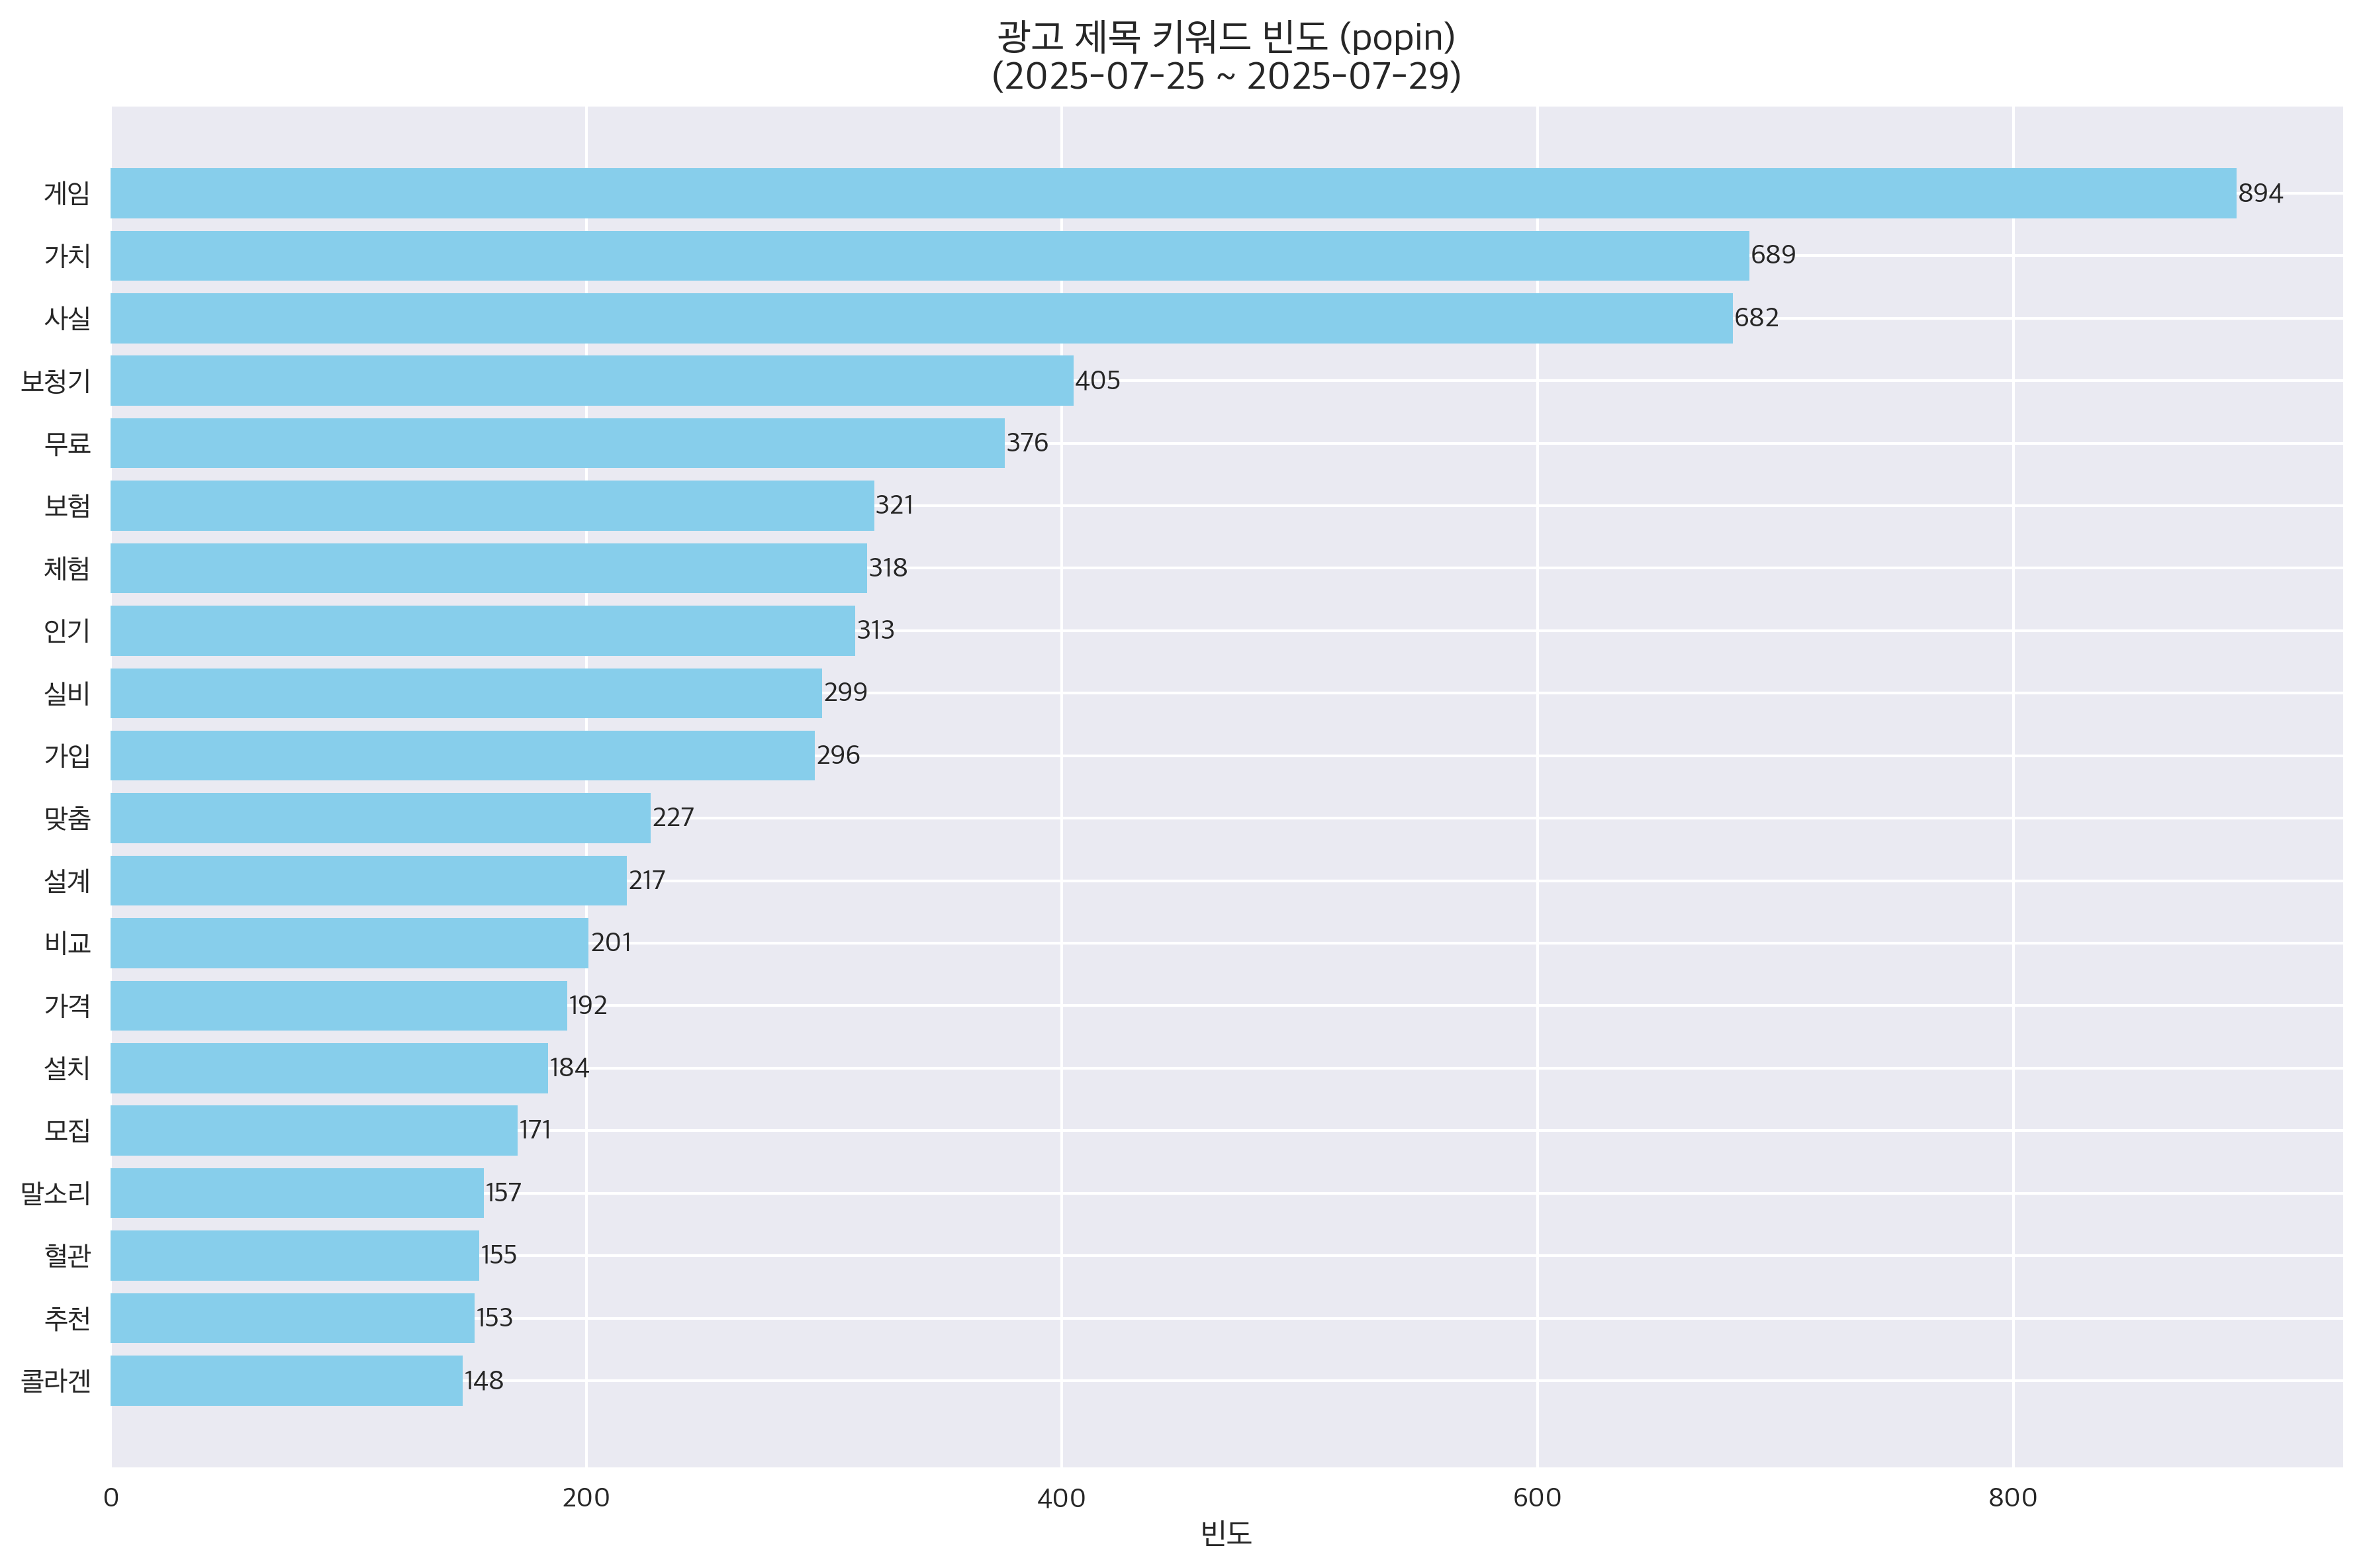 광고 제목 키워드 빈도 (popin)
(2025-07-25 ~ 2025-07-29)
게임 894
가치 689
사실 682
보청기 405
무료 376
보험 321
체험 318
인기 313
실비 299
가입 296
맞춤 227
설계 217
비교 201
가격 192
설치 184
모집 171
말소리 157
혈관 155
추천 153
콜라겐 148
0 200 400 600 800
빈도